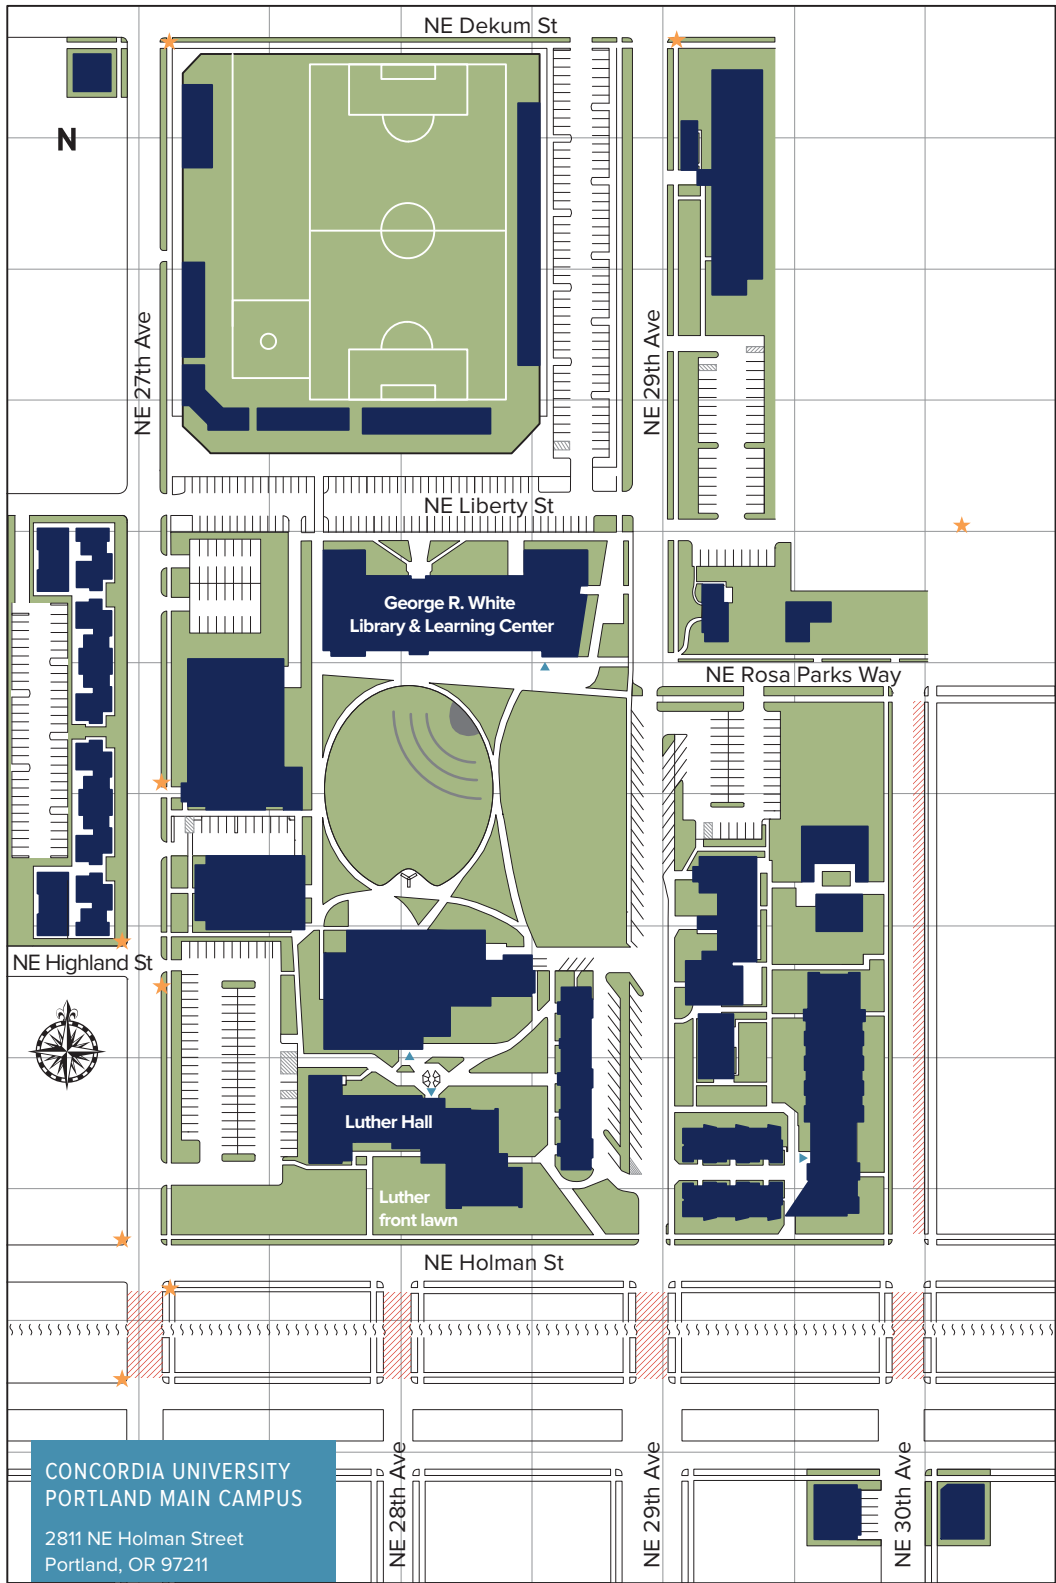 NE Dekum St
N
NE 27th Ave
NE 29th Ave
NE Liberty St
George R. White
Library & Learning Center
NE Rosa Parks Way
NE Highland St
Luther Hall
Luther
front lawn
NE Holman St
CONCORDIA UNIVERSITY
PORTLAND MAIN CAMPUS
2811 NE Holman Street
Portland, OR 97211
NE 28th Ave
NE 29th Ave
NE 30th Ave